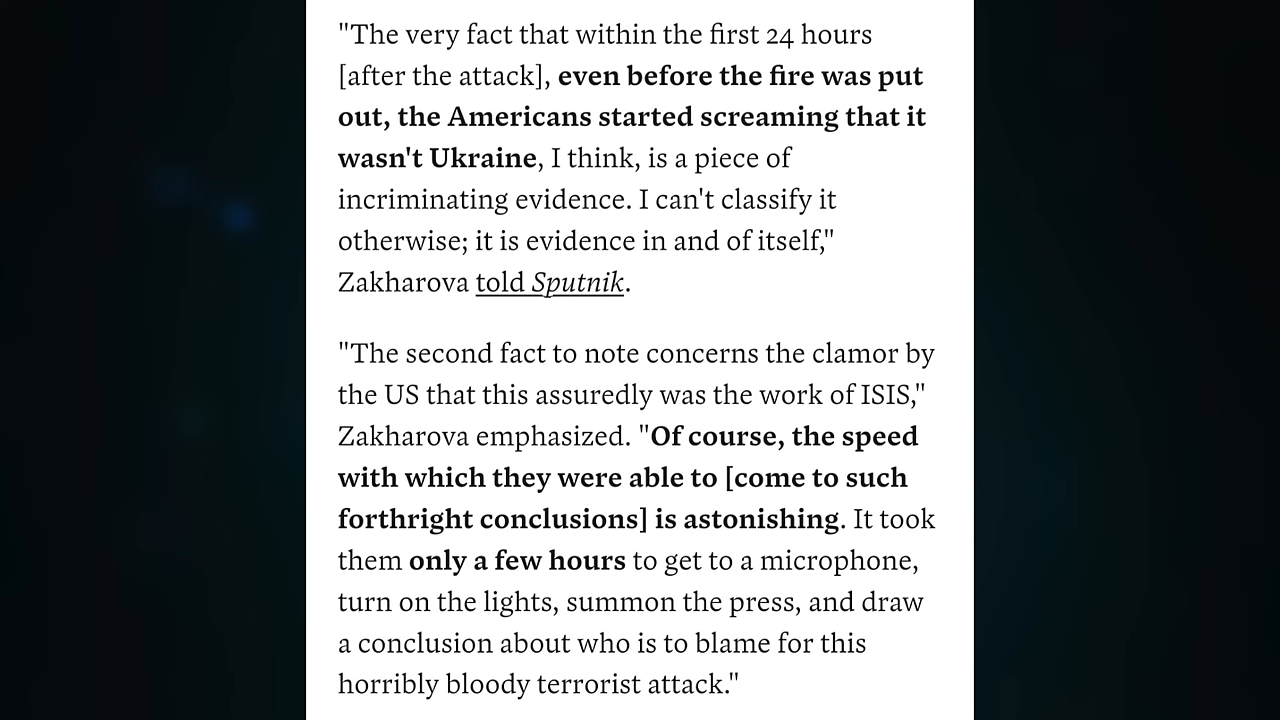 "The very fact that within the first 24 hours
[after the attack], even before the fire was put
out, the Americans started screaming that it
wasn't Ukraine, I think, is a piece of
incriminating evidence. I can't classify it
otherwise; it is evidence in and of itself,"
Zakharova told Sputnik.
"The second fact to note concerns the clamor by
the US that this assuredly was the work of ISIS,"
Zakharova emphasized. "Of course, the speed
with which they were able to [come to such
forthright conclusions] is astonishing. It took
them only a few hours to get to a microphone,
turn on the lights, summon the press, and draw
a conclusion about who is to blame for this
horribly bloody terrorist attack."